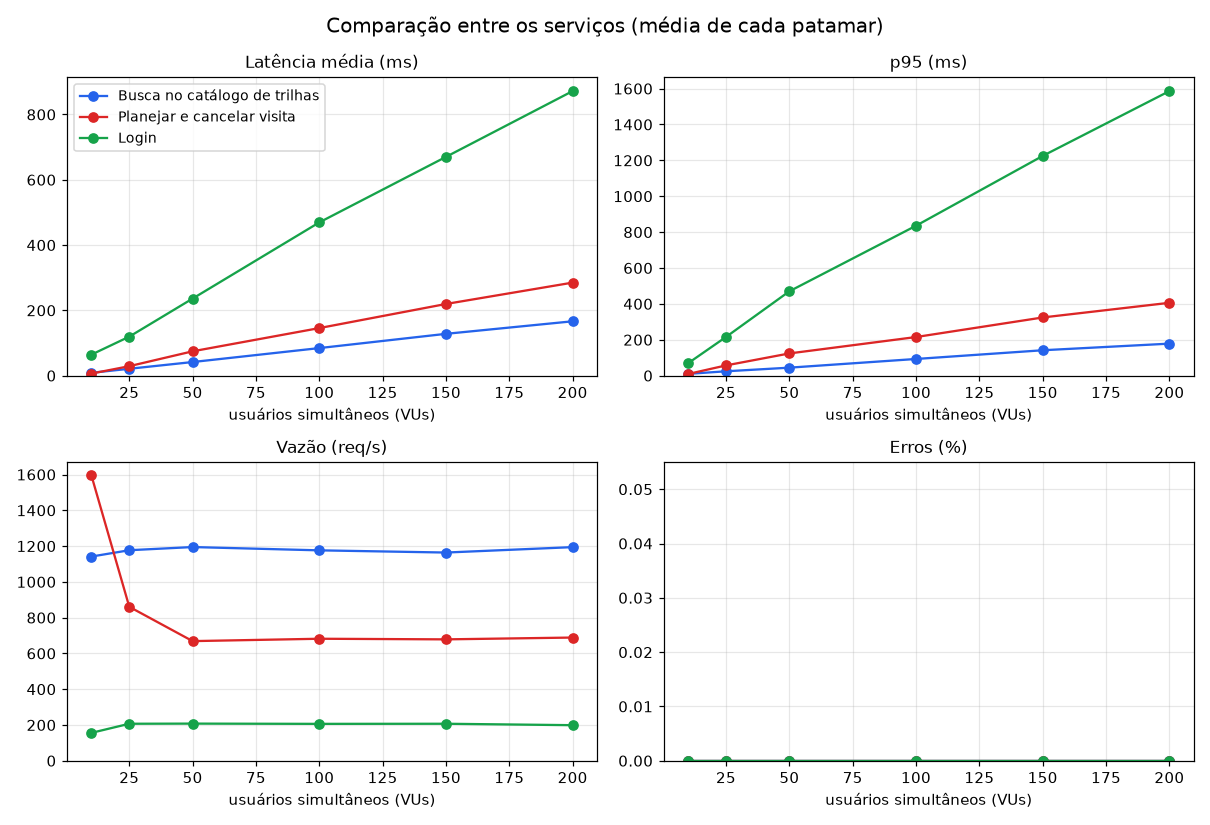 Comparação entre os serviços (média de cada patamar)
Latência média (ms)
Busca no catálogo de trilhas
Planejar e cancelar visita
Login
800
600
400
200
0
25 50 75 100 125 150 175 200
usuários simultâneos (VUs)
p95 (ms)
1600
1400
1200
1000
800
600
400
200
0
25 50 75 100 125 150 175 200
usuários simultâneos (VUs)
Vazão (req/s)
1600
1400
1200
1000
800
600
400
200
0
25 50 75 100 125 150 175 200
usuários simultâneos (VUs)
Erros (%)
0.05
0.04
0.03
0.02
0.01
0.00
25 50 75 100 125 150 175 200
usuários simultâneos (VUs)